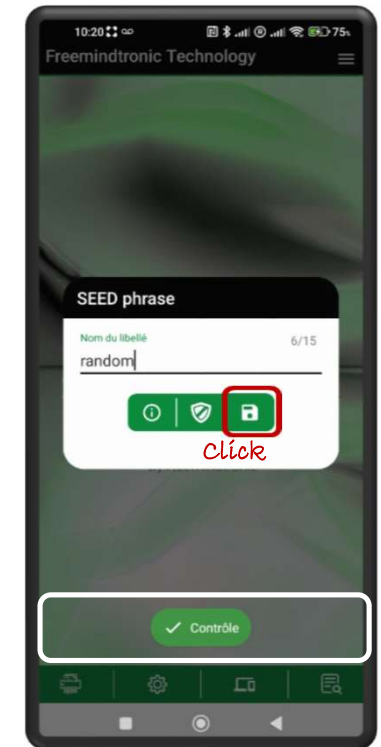 10:20 75%
Freemindtronic Technology
SEED phrase
Nom du libellé 6/15
random
Click
Contrôle